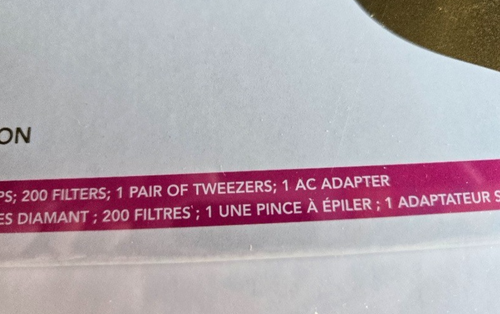 ON
PS; 200 FILTERS; 1 PAIR OF TWEEZERS; 1 AC ADAPTER
ES DIAMANT ; 200 FILTRES ; 1 UNE PINCE À ÉPILER ; 1 ADAPTATEUR S